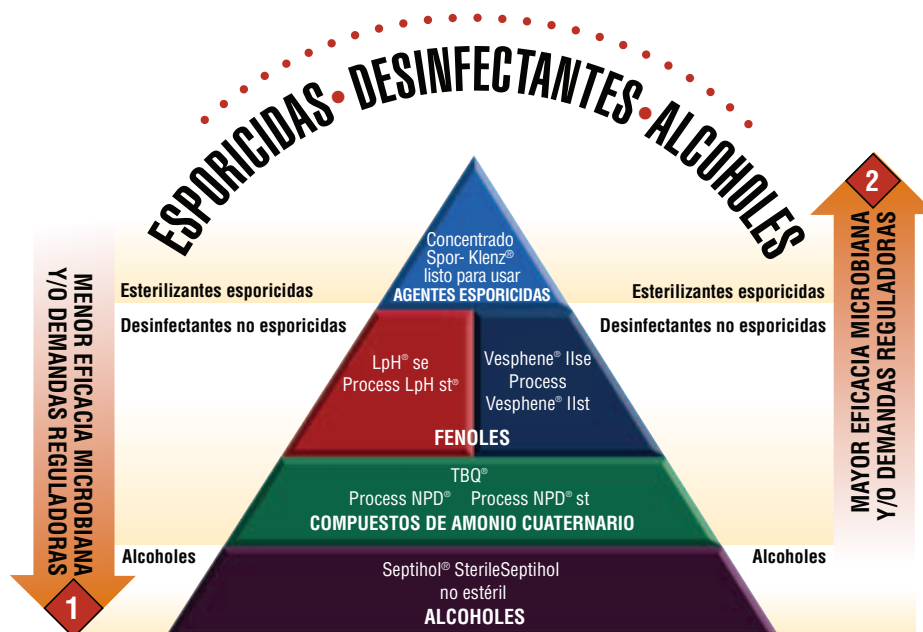 ESPORICIDAS • DESINFECTANTES • ALCOHOLES
1
MENOR EFICACIA MICROBIANA
Y/O DEMANDAS REGULADORAS
2
MAYOR EFICACIA MICROBIANA
Y/O DEMANDAS REGULADORAS
Concentrado
Spor- Klenz®
listo para usar
AGENTES ESPORICIDAS
Esterilizantes esporicidas
Esterilizantes esporicidas
Desinfectantes no esporicidas
Desinfectantes no esporicidas
LpH® se
Process LpH st®
Vesphene® IIse
Process
Vesphene® IIst
FENOLES
TBQ®
Process NPD® Process NPD® st
COMPUESTOS DE AMONIO CUATERNARIO
Alcoholes
Alcoholes
Septihol® SterileSeptihol
no estéril
ALCOHOLES